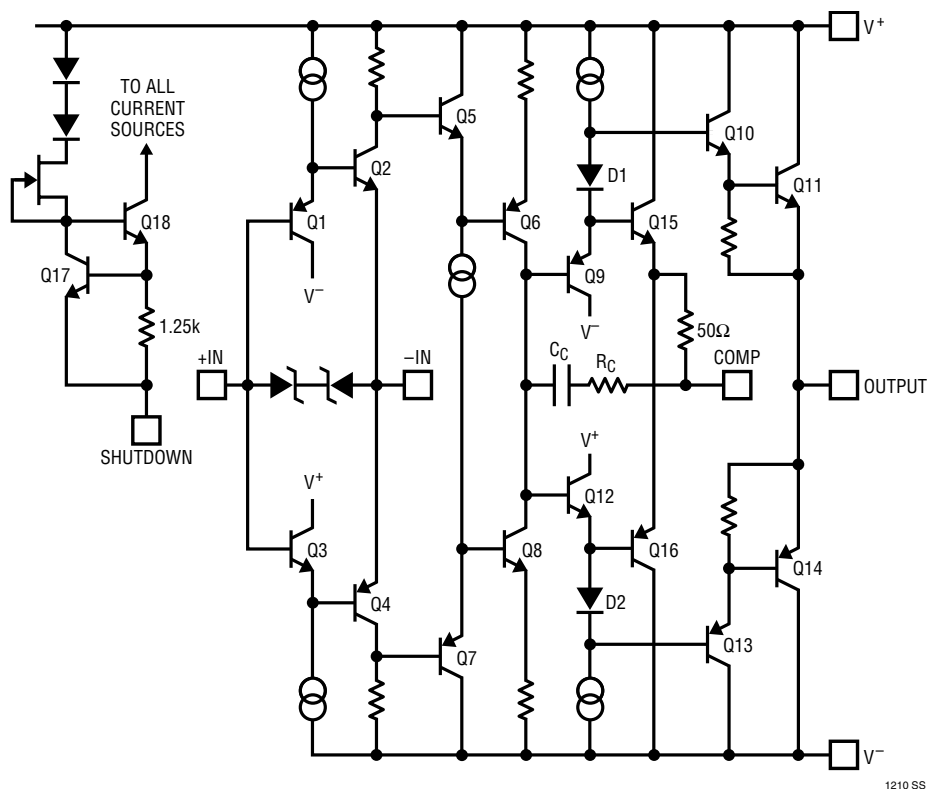 V+
TO ALL
CURRENT
SOURCES
Q5
Q10
Q2
D1
Q11
Q18
Q1
Q6
Q15
Q17
V–
Q9
V–
1.25k
50Ω
+IN
–IN
CC
RC
COMP
OUTPUT
SHUTDOWN
V+
V+
Q12
Q3
Q8
Q16
Q14
Q4
D2
Q7
Q13
V–
1210 SS